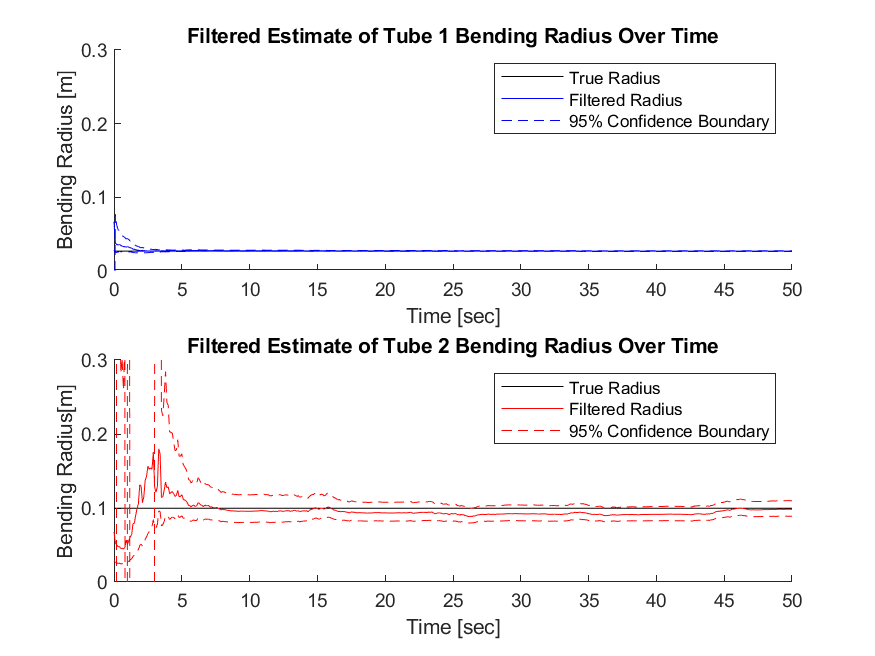 Filtered Estimate of Tube 1 Bending Radius Over Time
0.3
0.2
0.1
0
Bending Radius [m]
True Radius
Filtered Radius
95% Confidence Boundary
0 5 10 15 20 25 30 35 40 45 50
Time [sec]
Filtered Estimate of Tube 2 Bending Radius Over Time
0.3
0.2
0.1
0
Bending Radius[m]
True Radius
Filtered Radius
95% Confidence Boundary
0 5 10 15 20 25 30 35 40 45 50
Time [sec]